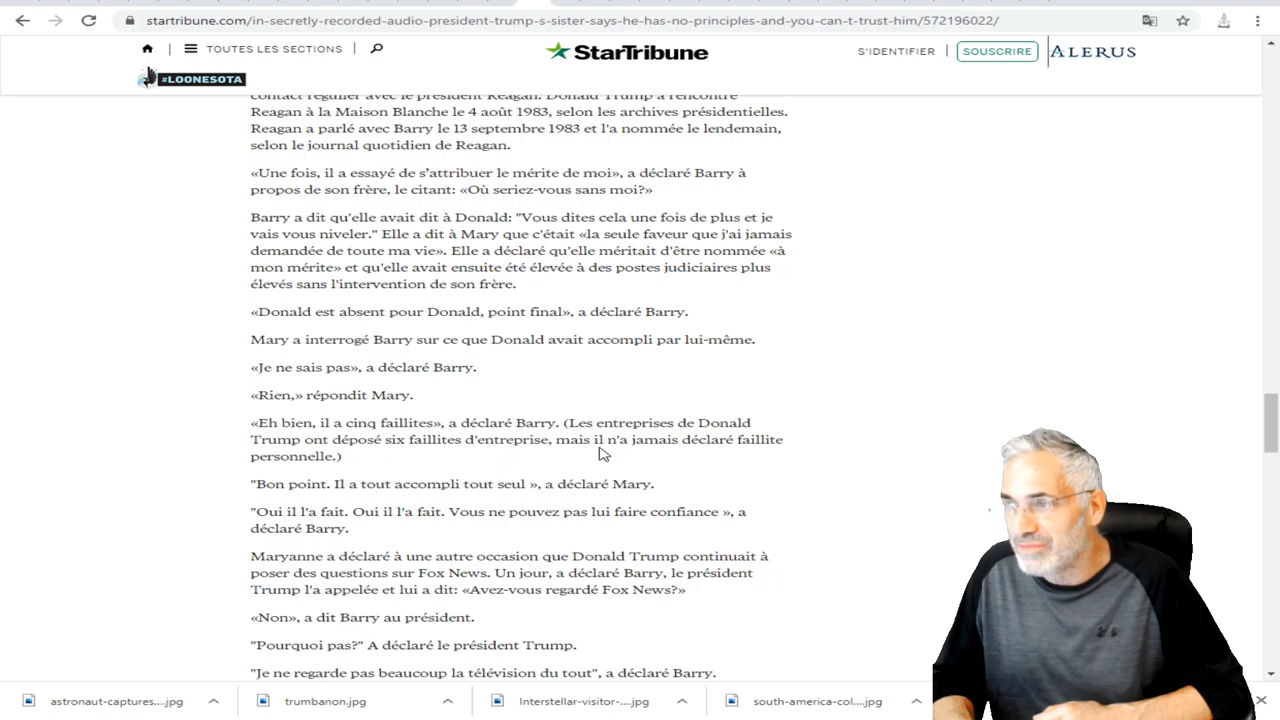 startribune.com/in-secretly-recorded-audio-president-trump-s-sister-says-he-has-no-principles-and-you-can-t-trust-him/572196022/
TOUTES LES SECTIONS
StarTribune
S'IDENTIFIER
SOUSCRIRE
ALERUS
#LOONESOTA
contact régulier avec le président Reagan. Donald Trump a rencontré
Reagan à la Maison Blanche le 4 août 1983, selon les archives présidentielles.
Reagan a parlé avec Barry le 13 septembre 1983 et l'a nommée le lendemain,
selon le journal quotidien de Reagan.
«Une fois, il a essayé de s'attribuer le mérite de moi», a déclaré Barry à
propos de son frère, le citant: «Où seriez-vous sans moi?»
Barry a dit qu'elle avait dit à Donald: "Vous dites cela une fois de plus et je
vais vous niveler." Elle a dit à Mary que c'était «la seule faveur que j'ai jamais
demandée de toute ma vie». Elle a déclaré qu'elle méritait d'être nommée «à
mon mérite» et qu'elle avait ensuite été élevée à des postes judiciaires plus
élevés sans l'intervention de son frère.
«Donald est absent pour Donald, point final», a déclaré Barry.
Mary a interrogé Barry sur ce que Donald avait accompli par lui-même.
«Je ne sais pas», a déclaré Barry.
«Rien,» répondit Mary.
«Eh bien, il a cinq faillites», a déclaré Barry. (Les entreprises de Donald
Trump ont déposé six faillites d'entreprise, mais il n'a jamais déclaré faillite
personnelle.)
"Bon point. Il a tout accompli tout seul », a déclaré Mary.
"Oui il l'a fait. Oui il l'a fait. Vous ne pouvez pas lui faire confiance », a
déclaré Barry.
Maryanne a déclaré à une autre occasion que Donald Trump continuait à
poser des questions sur Fox News. Un jour, a déclaré Barry, le président
Trump l'a appelée et lui a dit: «Avez-vous regardé Fox News?»
«Non», a dit Barry au président.
"Pourquoi pas?" A déclaré le président Trump.
"Je ne regarde pas beaucoup la télévision du tout", a déclaré Barry.
astronaut-captures....jpg
trumbanon.jpg
Interstellar-visitor-....jpg
south-america-col....jpg